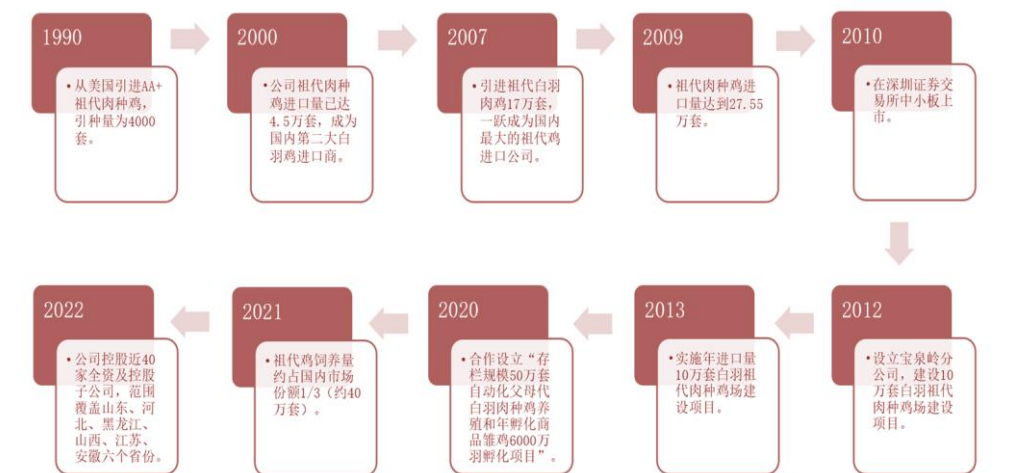 1990
•从美国引进AA+
祖代肉种鸡，
引种量为4000
套。
2000
•公司祖代肉种
鸡进口量已达
4.5万套，成为
国内第二大白
羽鸡进口商。
2007
•引进祖代白羽
肉鸡17万套，
一跃成为国内
最大的祖代鸡
进口公司。
2009
•祖代肉种鸡进
口量达到27.55
万套。
2010
•在深圳证券交
易所中小板上
市。
2012
•设立宝泉岭分
公司，建设10
万套白羽祖代
肉种鸡场建设
项目。
2013
•实施年进口量
10万套白羽祖
代肉种鸡场建
设项目。
2020
•合作设立“存
栏规模50万套
自动化父母代
白羽肉种鸡养
殖和年孵化商
品雏鸡6000万
羽孵化项目”。
2021
•祖代鸡饲养量
约占国内市场
份额1/3（约40
万套）。
2022
•公司控股近40
家全资及控股
子公司，范围
覆盖山东、河
北、黑龙江、
山西、江苏、
安徽六个省份。